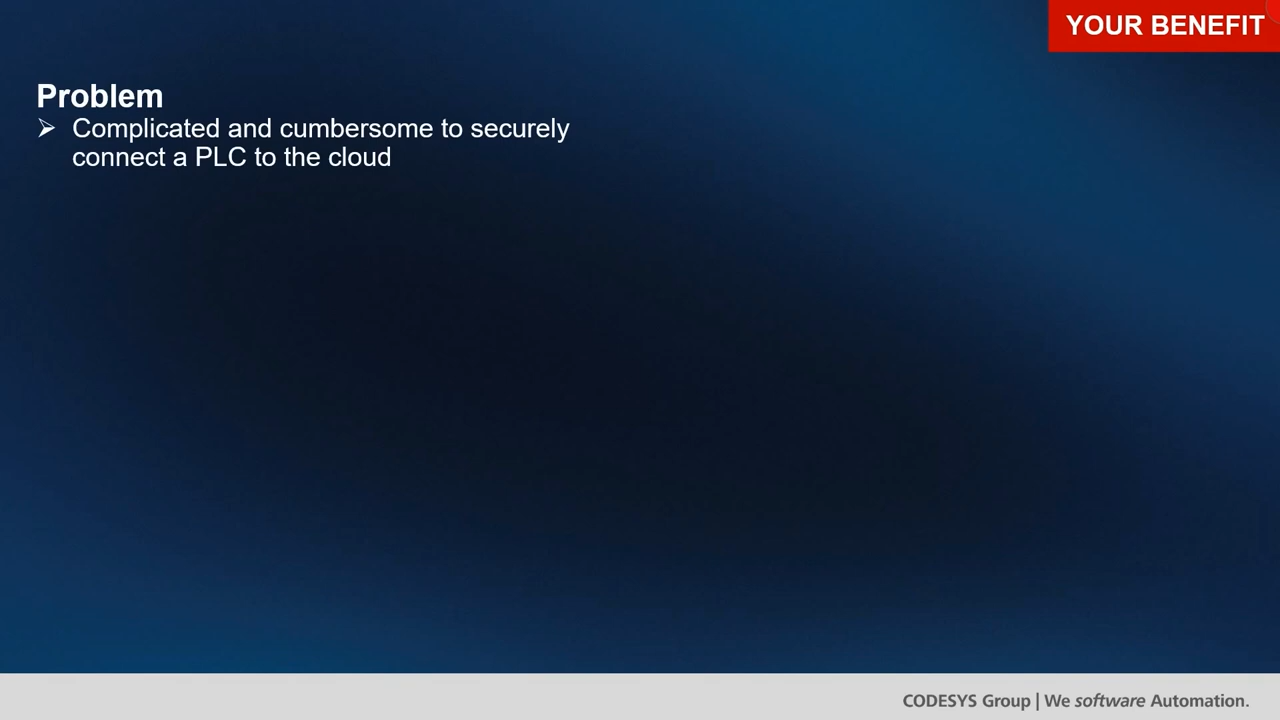 YOUR BENEFIT
Problem
➢ Complicated and cumbersome to securely
connect a PLC to the cloud
CODESYS Group | We software Automation.